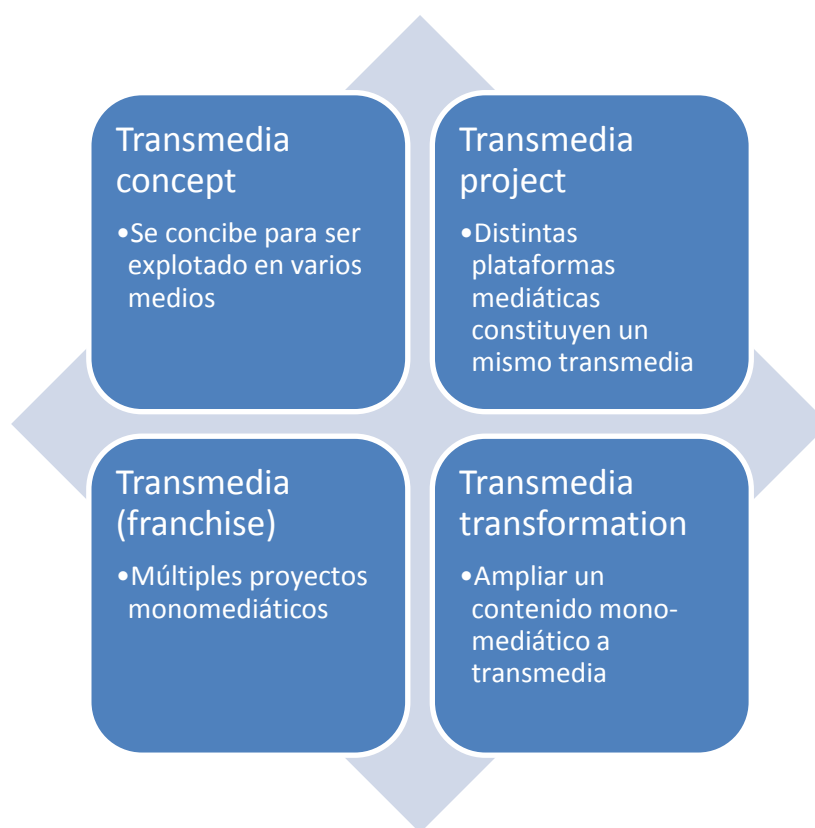 Transmedia
concept
•Se concibe para ser
explotado en varios
medios
Transmedia
project
•Distintas
plataformas
mediáticas
constituyen un
mismo transmedia
Transmedia
(franchise)
•Múltiples proyectos
monomediáticos
Transmedia
transformation
•Ampliar un
contenido mono-
mediático a
transmedia